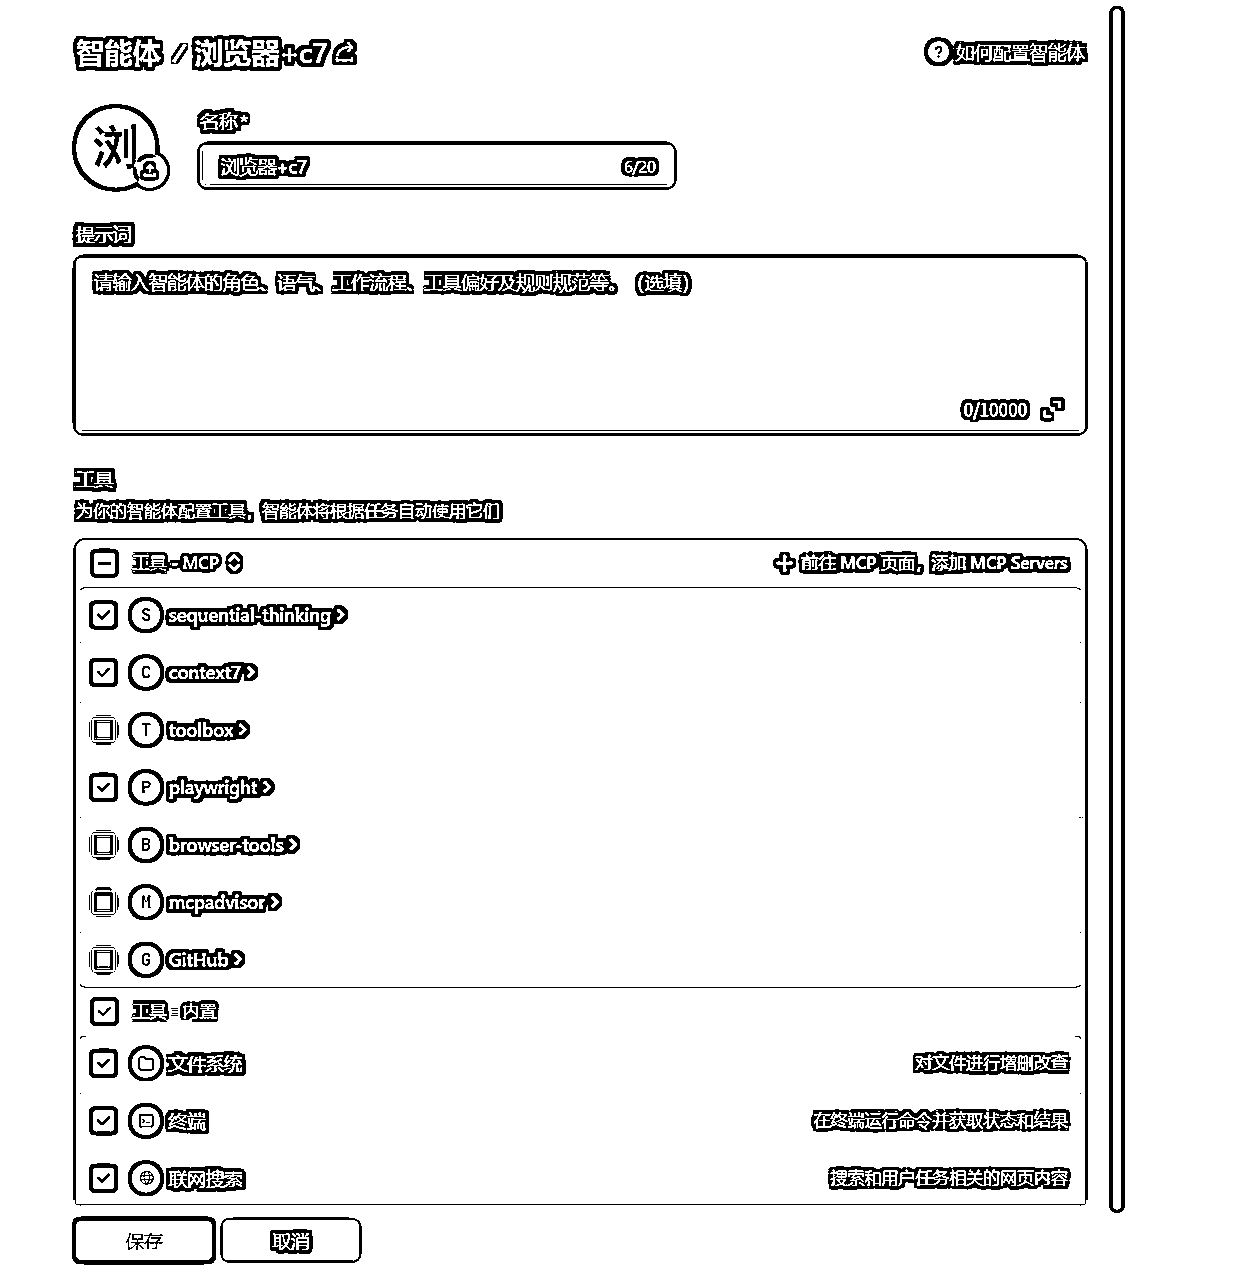 智能体 / 浏览器+c7
如何配置智能体
浏
名称*
浏览器+c7
6/20
提示词
请输入智能体的角色、语气、工作流程、工具偏好及规则规范等。 (选填)
0/10000
工具
为你的智能体配置工具，智能体将根据任务自动使用它们
工具 - MCP
前往 MCP 页面，添加 MCP Servers
S sequential-thinking
C context7
T toolbox
P playwright
B browser-tools
M mcpadvisor
G GitHub
工具 - 内置
文件系统
对文件进行增删改查
终端
在终端运行命令并获取状态和结果
联网搜索
搜索和用户任务相关的网页内容
保存
取消